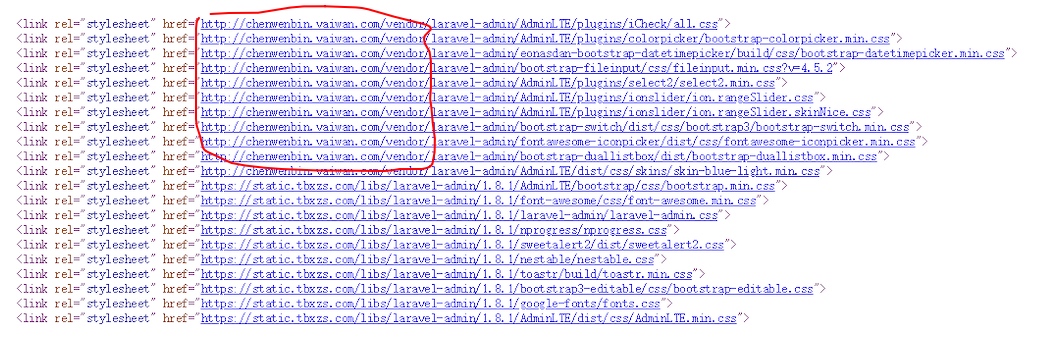 <link rel="stylesheet" href="http://chenwenbin.vaiwan.com/vendor/laravel-admin/AdminLTE/plugins/iCheck/all.css">
<link rel="stylesheet" href="http://chenwenbin.vaiwan.com/vendor/laravel-admin/AdminLTE/plugins/colorpicker/bootstrap-colorpicker.min.css">
<link rel="stylesheet" href="http://chenwenbin.vaiwan.com/vendor/laravel-admin/eonasdan-bootstrap-datetimepicker/build/css/bootstrap-datetimepicker.min.css">
<link rel="stylesheet" href="http://chenwenbin.vaiwan.com/vendor/laravel-admin/bootstrap-fileinput/css/fileinput.min.css?v=4.5.2">
<link rel="stylesheet" href="http://chenwenbin.vaiwan.com/vendor/laravel-admin/AdminLTE/plugins/select2/select2.min.css">
<link rel="stylesheet" href="http://chenwenbin.vaiwan.com/vendor/laravel-admin/AdminLTE/plugins/ionslider/ion.rangeSlider.css">
<link rel="stylesheet" href="http://chenwenbin.vaiwan.com/vendor/laravel-admin/AdminLTE/plugins/ionslider/ion.rangeSlider.skinNice.css">
<link rel="stylesheet" href="http://chenwenbin.vaiwan.com/vendor/laravel-admin/bootstrap-switch/dist/css/bootstrap3/bootstrap-switch.min.css">
<link rel="stylesheet" href="http://chenwenbin.vaiwan.com/vendor/laravel-admin/fontawesome-iconpicker/dist/css/fontawesome-iconpicker.min.css">
<link rel="stylesheet" href="http://chenwenbin.vaiwan.com/vendor/laravel-admin/bootstrap-duallistbox/dist/bootstrap-duallistbox.min.css">
<link rel="stylesheet" href="http://chenwenbin.vaiwan.com/vendor/laravel-admin/AdminLTE/dist/css/skins/skin-blue-light.min.css">
<link rel="stylesheet" href="https://static.tbxzs.com/libs/laravel-admin/1.8.1/AdminLTE/bootstrap/css/bootstrap.min.css">
<link rel="stylesheet" href="https://static.tbxzs.com/libs/laravel-admin/1.8.1/font-awesome/css/font-awesome.min.css">
<link rel="stylesheet" href="https://static.tbxzs.com/libs/laravel-admin/1.8.1/laravel-admin/laravel-admin.css">
<link rel="stylesheet" href="https://static.tbxzs.com/libs/laravel-admin/1.8.1/nprogress/nprogress.css">
<link rel="stylesheet" href="https://static.tbxzs.com/libs/laravel-admin/1.8.1/sweetalert2/dist/sweetalert2.css">
<link rel="stylesheet" href="https://static.tbxzs.com/libs/laravel-admin/1.8.1/nestable/nestable.css">
<link rel="stylesheet" href="https://static.tbxzs.com/libs/laravel-admin/1.8.1/toastr/build/toastr.min.css">
<link rel="stylesheet" href="https://static.tbxzs.com/libs/laravel-admin/1.8.1/bootstrap3-editable/css/bootstrap-editable.css">
<link rel="stylesheet" href="https://static.tbxzs.com/libs/laravel-admin/1.8.1/google-fonts/fonts.css">
<link rel="stylesheet" href="https://static.tbxzs.com/libs/laravel-admin/1.8.1/AdminLTE/dist/css/AdminLTE.min.css">